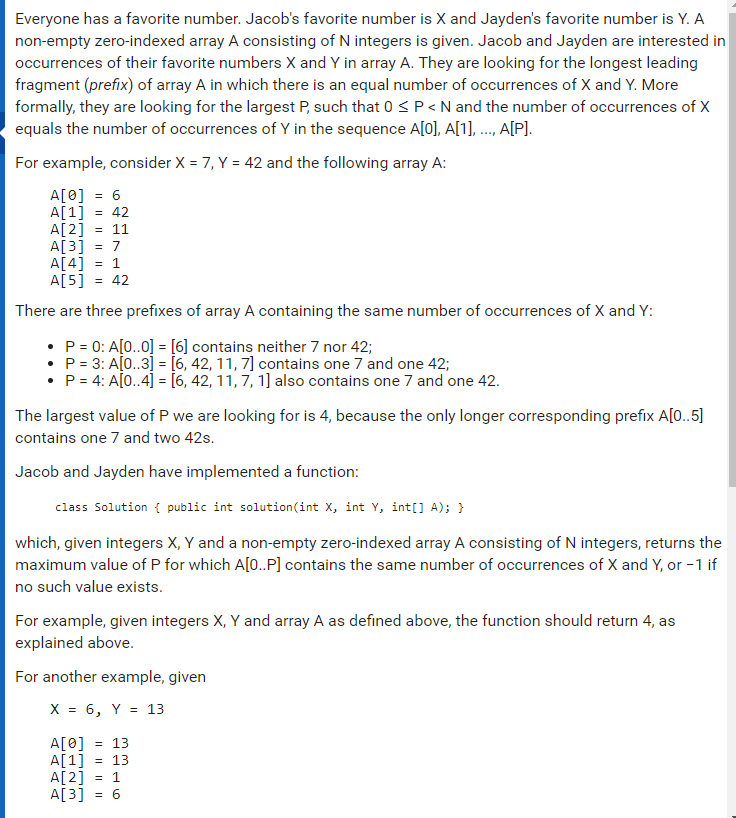 Everyone has a favorite number. Jacob's favorite number is X and Jayden's favorite number is Y. A
non-empty zero-indexed array A consisting of N integers is given. Jacob and Jayden are interested in
occurrences of their favorite numbers X and Y in array A. They are looking for the longest leading
fragment (prefix) of array A in which there is an equal number of occurrences of X and Y. More
formally, they are looking for the largest P, such that 0 ≤ P < N and the number of occurrences of X
equals the number of occurrences of Y in the sequence A[0], A[1], ..., A[P].
For example, consider X = 7, Y = 42 and the following array A:
A[0] = 6
A[1] = 42
A[2] = 11
A[3] = 7
A[4] = 1
A[5] = 42
There are three prefixes of array A containing the same number of occurrences of X and Y:
• P = 0: A[0..0] = [6] contains neither 7 nor 42;
• P = 3: A[0..3] = [6, 42, 11, 7] contains one 7 and one 42;
• P = 4: A[0..4] = [6, 42, 11, 7, 1] also contains one 7 and one 42.
The largest value of P we are looking for is 4, because the only longer corresponding prefix A[0..5]
contains one 7 and two 42s.
Jacob and Jayden have implemented a function:
class Solution { public int solution(int X, int Y, int[] A); }
which, given integers X, Y and a non-empty zero-indexed array A consisting of N integers, returns the
maximum value of P for which A[0..P] contains the same number of occurrences of X and Y, or −1 if
no such value exists.
For example, given integers X, Y and array A as defined above, the function should return 4, as
explained above.
For another example, given
X = 6, Y = 13
A[0] = 13
A[1] = 13
A[2] = 1
A[3] = 6